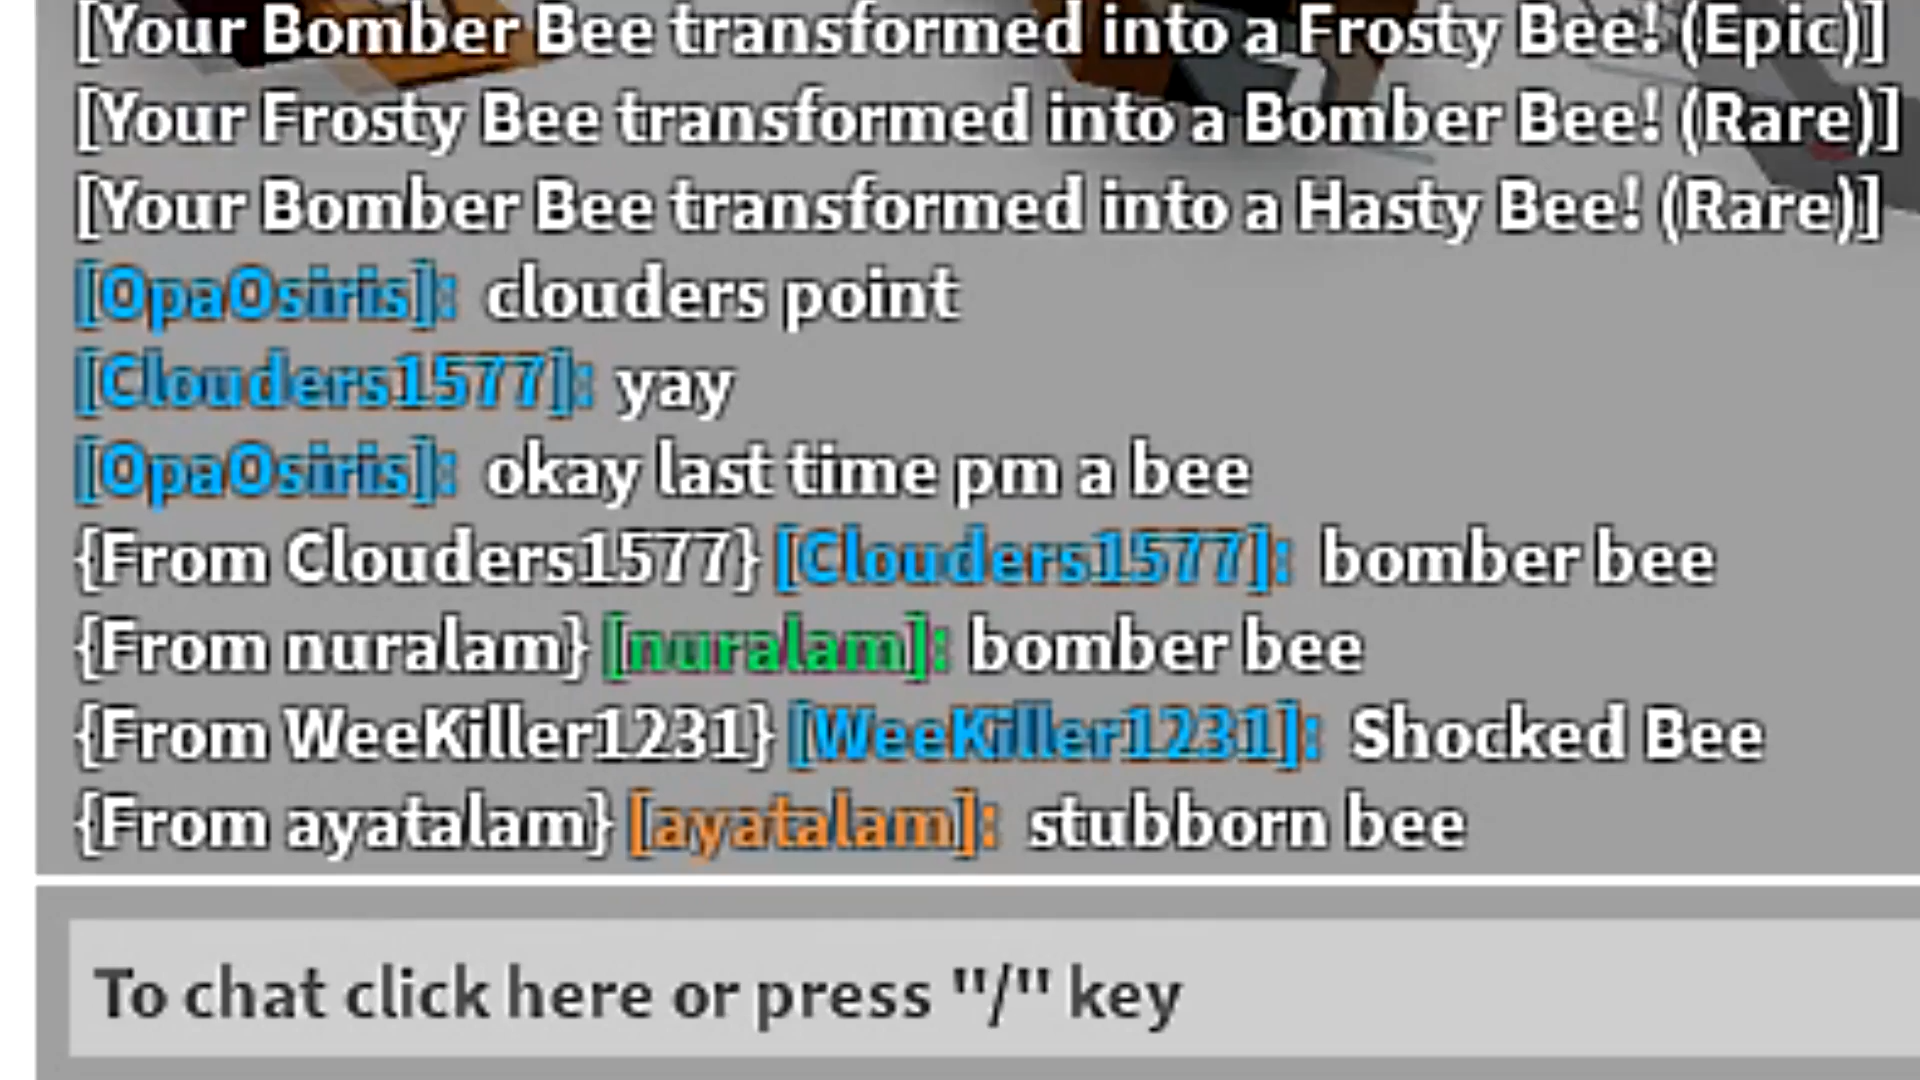 [Your Bomber Bee transformed into a Frosty Bee! (Epic)]
[Your Frosty Bee transformed into a Bomber Bee! (Rare)]
[Your Bomber Bee transformed into a Hasty Bee! (Rare)]
[OpaOsiris]: clouders point
[Clouders1577]: yay
[OpaOsiris]: okay last time pm a bee
{From Clouders1577} [Clouders1577]: bomber bee
{From nuralam} [nuralam]: bomber bee
{From WeeKiller1231} [WeeKiller1231]: Shocked Bee
{From ayatalam} [ayatalam]: stubborn bee
To chat click here or press "/" key